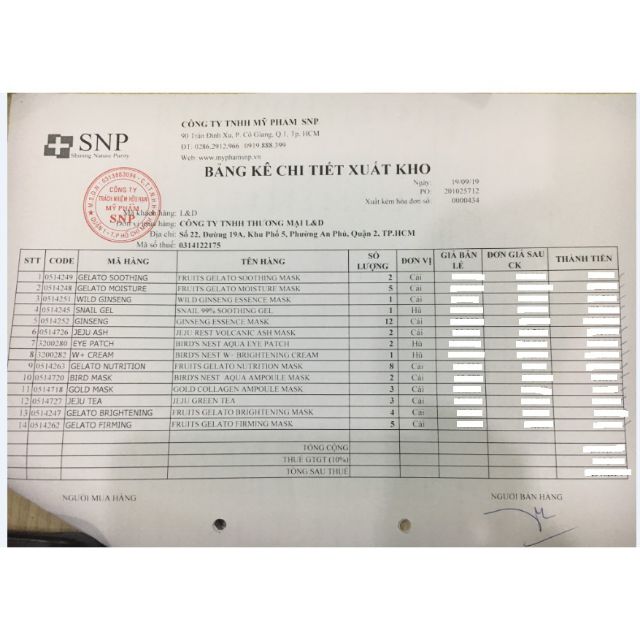 SNP
Shining Nature Purity
CÔNG TY TNHH MỸ PHẨM SNP
90 Trần Đình Xu, P. Cô Giang, Q.1, Tp. HCM
ĐT: 0286.2912.966 0919.888.399
Web: www.myphamsnp.vn
BẢNG KÊ CHI TIẾT XUẤT KHO
Ngày: 19/09/19
PO: 201025712
Xuất kèm hóa đơn số: 0000434
CÔNG TY
TRÁCH NHIỆM HỮU HẠN
MỸ PHẨM
SNP
khách hàng: L&D
hàng: CÔNG TY TNHH THƯƠNG MẠI L&D
Địa chỉ: Số 22, Đường 19A, Khu Phố 5, Phường An Phú, Quận 2, TP.HCM
Mã số thuế: 0314122175
STT CODE MÃ HÀNG TÊN HÀNG SỐ LƯỢNG ĐƠN VỊ GIÁ BÁN LẺ ĐƠN GIÁ SAU CK THÀNH TIỀN
1 0514249 GELATO SOOTHING FRUITS GELATO SOOTHING MASK 2 Cái
2 0514248 GELATO MOISTURE FRUITS GELATO MOISTURE MASK 5 Cái
3 0514251 WILD GINSENG WILD GINSENG ESSENCE MASK 1 Cái
4 0514245 SNAIL GEL SNAIL 99% SOOTHING GEL 1 Hũ
5 0514252 GINSENG GINSENG ESSENCE MASK 12 Cái
6 0514726 JEJU ASH JEJU REST VOLCANIC ASH MASK 2 Cái
7 3200280 EYE PATCH BIRD'S NEST AQUA EYE PATCH 2 Hũ
8 3200282 W+ CREAM BIRD'S NEST W+ BRIGHTENING CREAM 1 Hũ
9 0514263 GELATO NUTRITION FRUITS GELATO NUTRITION MASK 8 Cái
10 0514720 BIRD MASK BIRD'S NEST AQUA AMPOULE MASK 2 Cái
11 0514718 GOLD MASK GOLD COLLAGEN AMPOULE MASK 3 Cái
12 0514727 JEJU TEA JEJU GREEN TEA 3 Cái
13 0514247 GELATO BRIGHTENING FRUITS GELATO BRIGHTENING MASK 4 Cái
14 0514262 GELATO FIRMING FRUITS GELATO FIRMING MASK 5 Cái
TỔNG CỘNG
THUẾ GTGT (10%)
TỔNG SAU THUẾ
NGƯỜI MUA HÀNG NGƯỜI BÁN HÀNG